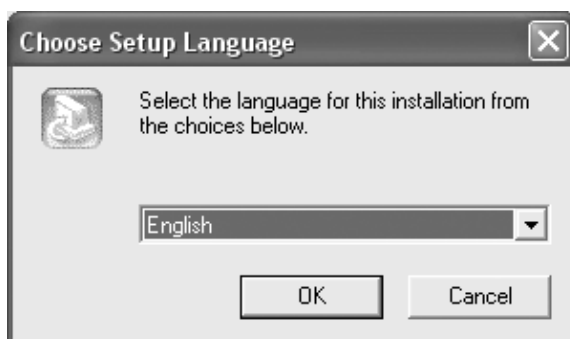 Choose Setup Language
Select the language for this installation from
the choices below.
English
OK
Cancel